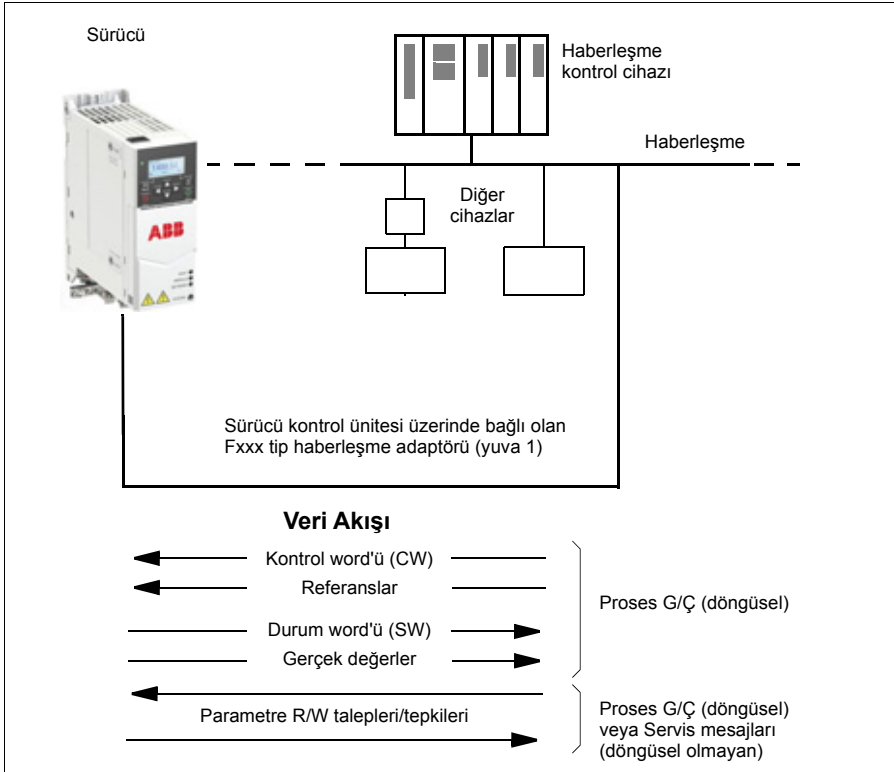 Sürücü
Haberleşme
kontrol cihazı
Haberleşme
Diğer
cihazlar
ABB
Sürücü kontrol ünitesi üzerinde bağlı olan
Fxxx tip haberleşme adaptörü (yuva 1)
Veri Akışı
Kontrol word'ü (CW)
Referanslar
Proses G/Ç (döngüsel)
Durum word'ü (SW)
Gerçek değerler
Parametre R/W talepleri/tepkileri
Proses G/Ç (döngüsel)
veya Servis mesajları
(döngüsel olmayan)